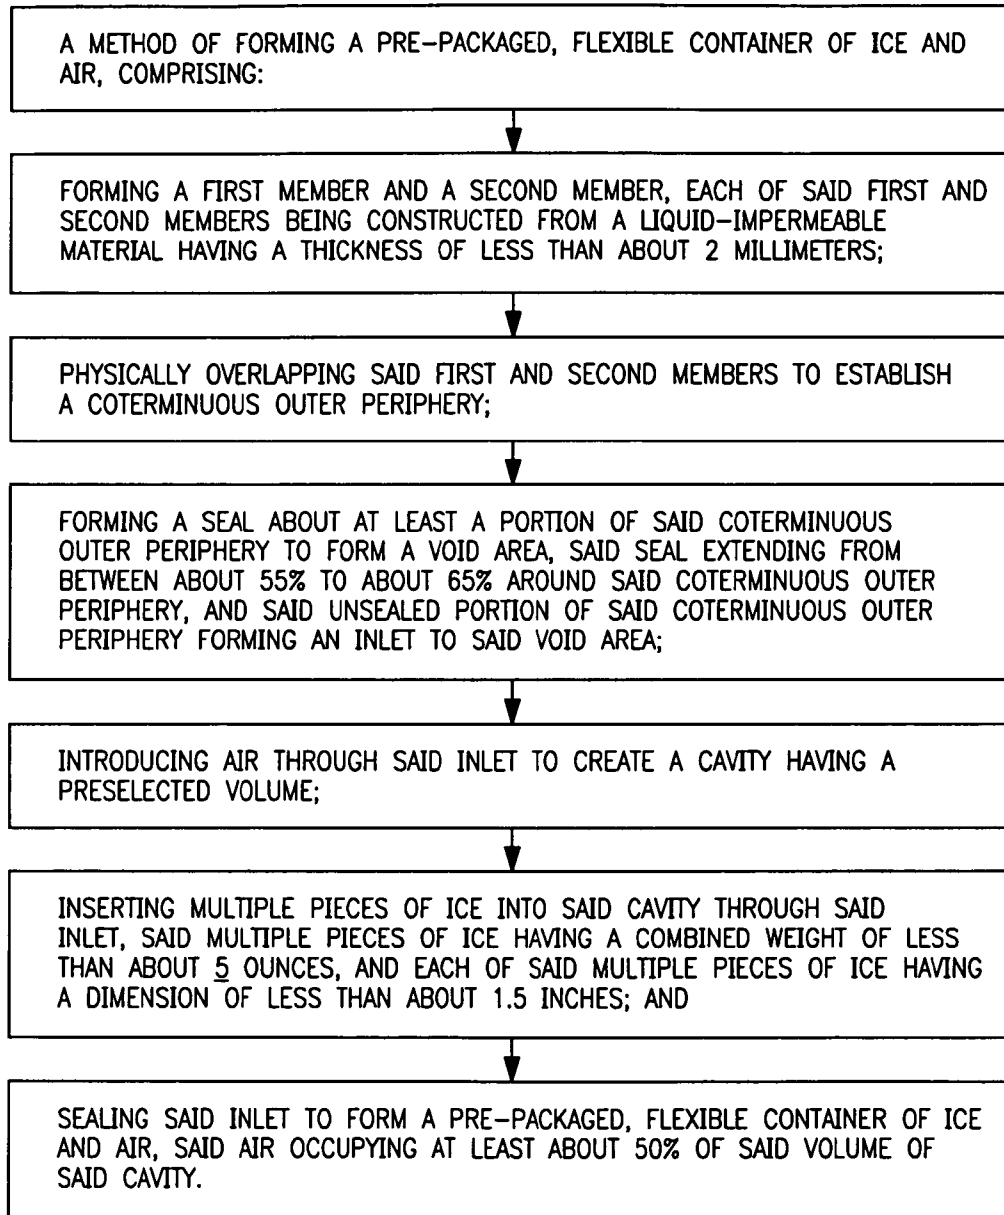 A METHOD OF FORMING A PRE-PACKAGED, FLEXIBLE CONTAINER OF ICE AND
AIR, COMPRISING:
FORMING A FIRST MEMBER AND A SECOND MEMBER, EACH OF SAID FIRST AND
SECOND MEMBERS BEING CONSTRUCTED FROM A LIQUID-IMPERMEABLE
MATERIAL HAVING A THICKNESS OF LESS THAN ABOUT 2 MILLIMETERS;
PHYSICALLY OVERLAPPING SAID FIRST AND SECOND MEMBERS TO ESTABLISH
A COTERMINUOUS OUTER PERIPHERY;
FORMING A SEAL ABOUT AT LEAST A PORTION OF SAID COTERMINUOUS
OUTER PERIPHERY TO FORM A VOID AREA, SAID SEAL EXTENDING FROM
BETWEEN ABOUT 55% TO ABOUT 65% AROUND SAID COTERMINUOUS OUTER
PERIPHERY, AND SAID UNSEALED PORTION OF SAID COTERMINUOUS OUTER
PERIPHERY FORMING AN INLET TO SAID VOID AREA;
INTRODUCING AIR THROUGH SAID INLET TO CREATE A CAVITY HAVING A
PRESELECTED VOLUME;
INSERTING MULTIPLE PIECES OF ICE INTO SAID CAVITY THROUGH SAID
INLET, SAID MULTIPLE PIECES OF ICE HAVING A COMBINED WEIGHT OF LESS
THAN ABOUT 5 OUNCES, AND EACH OF SAID MULTIPLE PIECES OF ICE HAVING
A DIMENSION OF LESS THAN ABOUT 1.5 INCHES; AND
SEALING SAID INLET TO FORM A PRE-PACKAGED, FLEXIBLE CONTAINER OF ICE
AND AIR, SAID AIR OCCUPYING AT LEAST ABOUT 50% OF SAID VOLUME OF
SAID CAVITY.